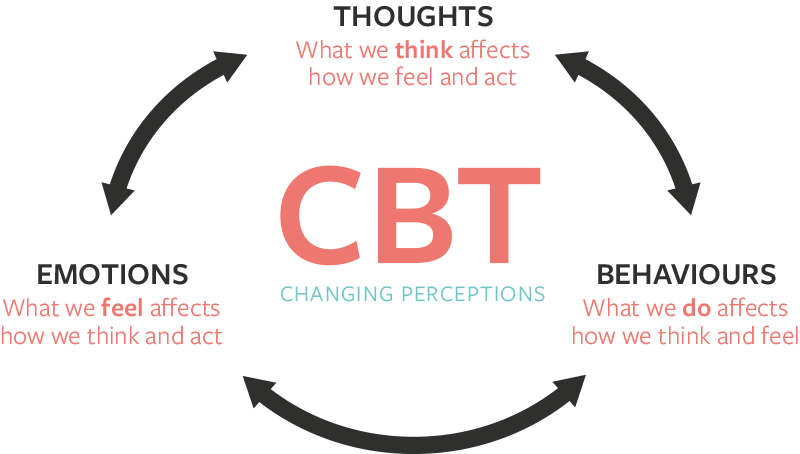 THOUGHTS
What we think affects
how we feel and act
CBT
CHANGING PERCEPTIONS
EMOTIONS
What we feel affects
how we think and act
BEHAVIOURS
What we do affects
how we think and feel